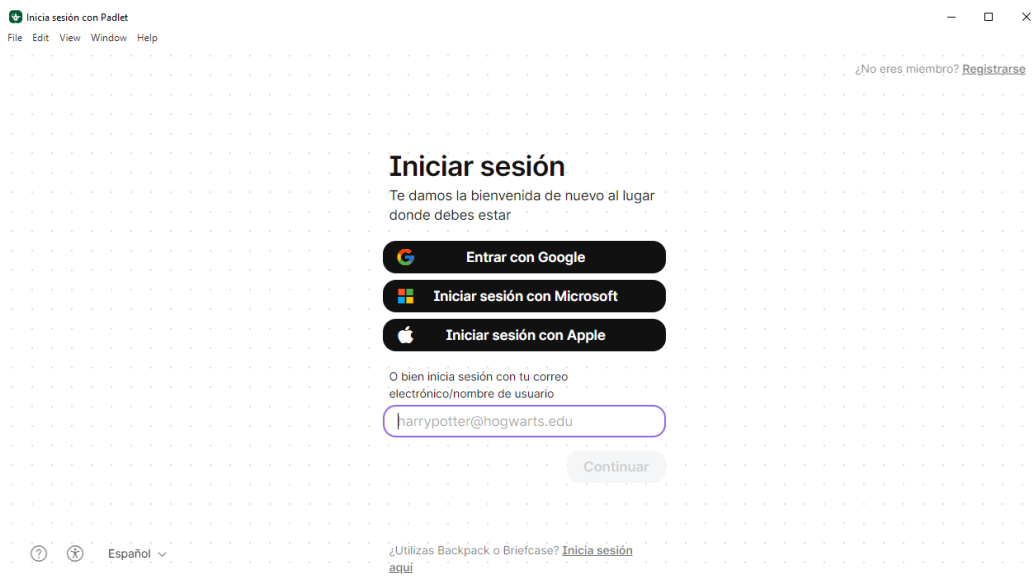 Inicia sesión con Padlet
File Edit View Window Help
¿No eres miembro? Registrarse
Iniciar sesión
Te damos la bienvenida de nuevo al lugar
donde debes estar
Entrar con Google
Iniciar sesión con Microsoft
Iniciar sesión con Apple
O bien inicia sesión con tu correo
electrónico/nombre de usuario
harrypotter@hogwarts.edu
Continuar
Español
¿Utilizas Backpack o Briefcase? Inicia sesión
aquí